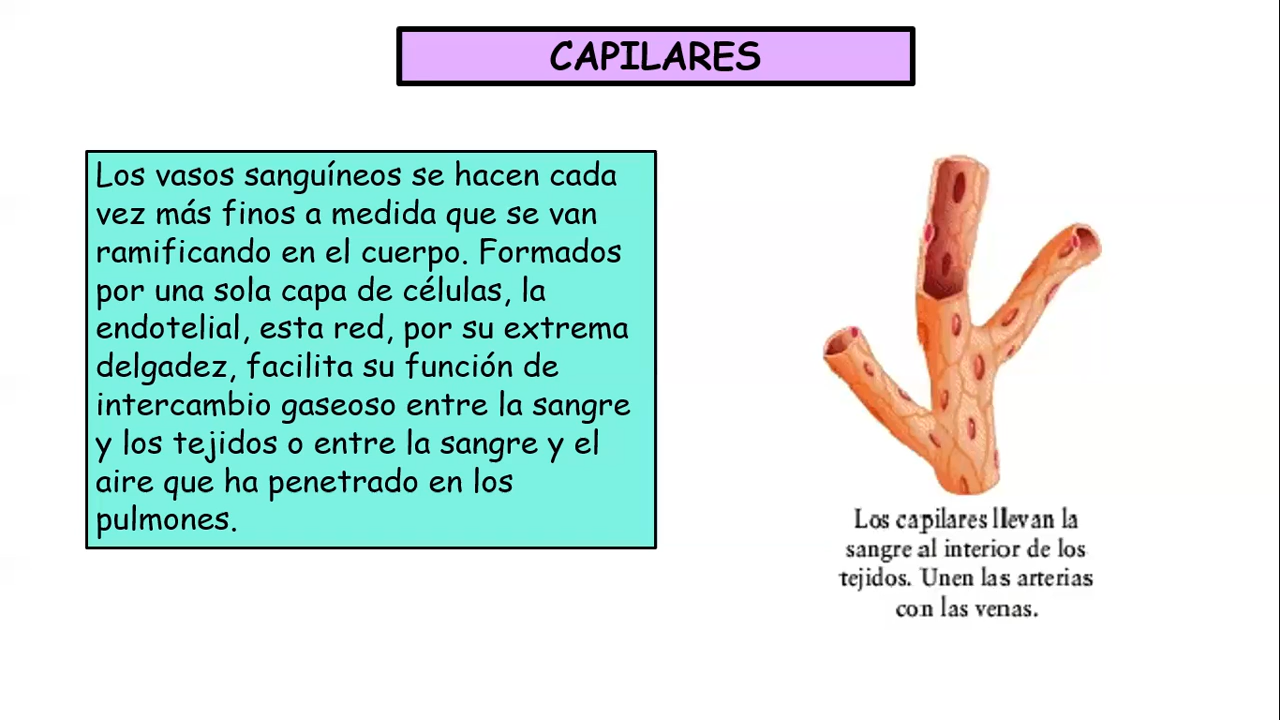 CAPILARES
Los vasos sanguíneos se hacen cada
vez más finos a medida que se van
ramificando en el cuerpo. Formados
por una sola capa de células, la
endotelial, esta red, por su extrema
delgadez, facilita su función de
intercambio gaseoso entre la sangre
y los tejidos o entre la sangre y el
aire que ha penetrado en los
pulmones.
Los capilares llevan la
sangre al interior de los
tejidos. Unen las arterias
con las venas.